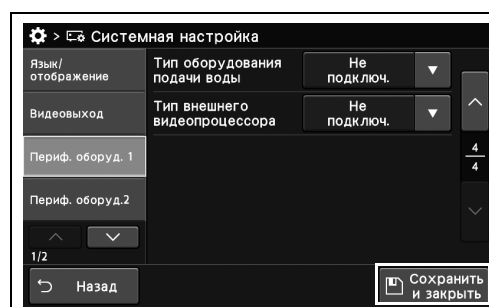 > Системная настройка
Язык/
отображение
Видеовыход
Периф. оборуд. 1
Периф. оборуд.2
1/2
Тип оборудования
подачи воды
Не
подключ.
Тип внешнего
видеопроцессора
Не
подключ.
4
4
Назад
Сохранить
и закрыть